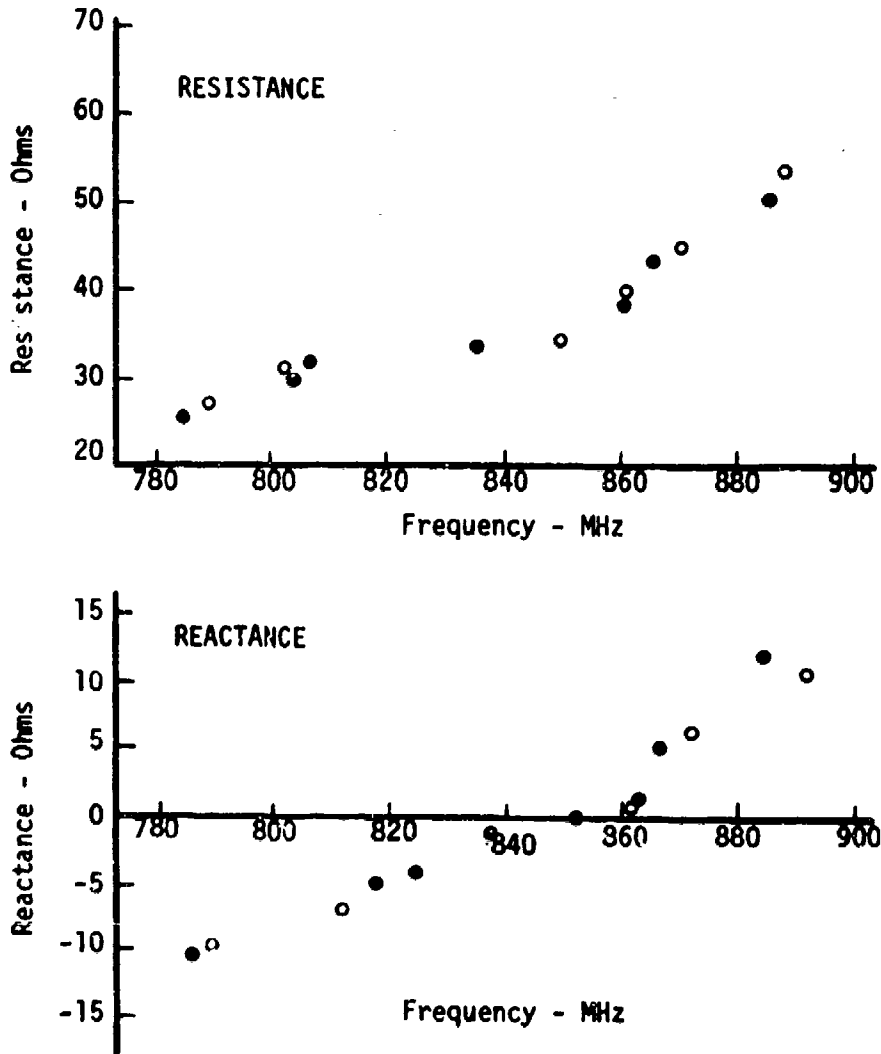 70
RESISTANCE
60
50
40
30
20
780 800 820 840 860 880 900
Resistance - Ohms
Frequency - MHz
15
REACTANCE
10
5
0
780 800 820 840 860 880 900
-5
-10
-15
Reactance - Ohms
Frequency - MHz